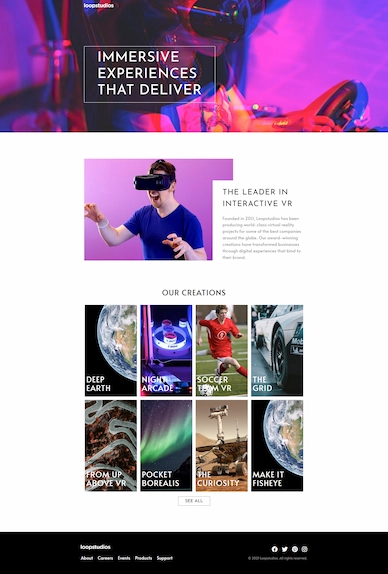 loopstudios
IMMERSIVE
EXPERIENCES
THAT DELIVER
THE LEADER IN
INTERACTIVE VR
Founded in 2011, Loopstudios has been
producing world-class virtual reality
projects for some of the best companies
around the globe. Our award-winning
creations have transformed businesses
through digital experiences that bind to
their brand.
OUR CREATIONS
DEEP
EARTH
NIGHT
ARCADE
SOCCER
TEAM VR
THE
GRID
FROM UP
ABOVE VR
POCKET
BOREALIS
THE
CURIOSITY
MAKE IT
FISHEYE
SEE ALL
loopstudios
About Careers Events Products Support
© 2021 Loopstudios. All rights reserved.